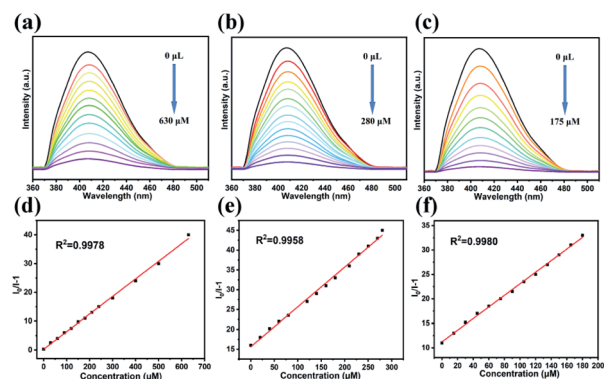 (a)
(b)
(c)
0 μL
0 μL
0 μL
630 μM
280 μM
175 μM
Intensity (a.u.)
Intensity (a.u.)
Intensity (a.u.)
360 380 400 420 440 460 480 500
360 380 400 420 440 460 480 500
360 380 400 420 440 460 480 500
Wavelength (nm)
Wavelength (nm)
Wavelength (nm)
(d)
(e)
(f)
R²=0.9978
R²=0.9958
R²=0.9980
I₀/I-1
I₀/I-1
I₀/I-1
40
30
20
10
0
45
40
35
30
25
20
15
35
30
25
20
15
10
0 100 200 300 400 500 600 700
0 50 100 150 200 250 300
0 20 40 60 80 100 120 140 160 180 200
Concentration (μM)
Concentration (μM)
Concentration (μM)